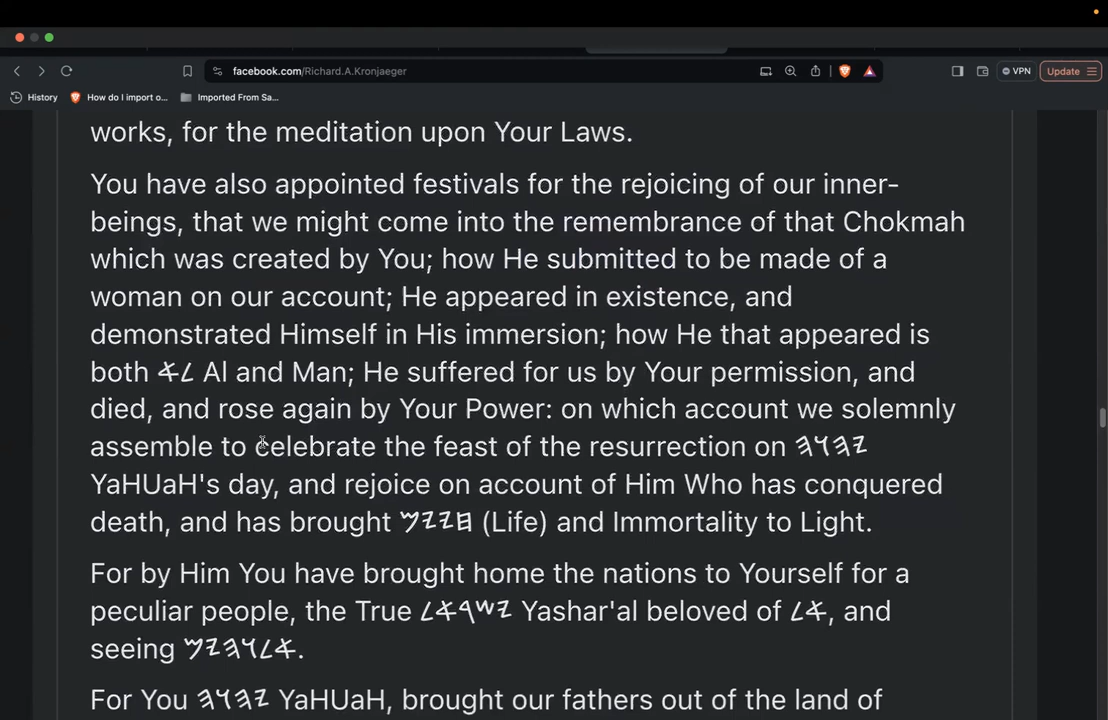 facebook.com/Richard.A.Kronjaeger
VPN
Update
History
How do I import o...
Imported From Sa...
works, for the meditation upon Your Laws.
You have also appointed festivals for the rejoicing of our inner-
beings, that we might come into the remembrance of that Chokmah
which was created by You; how He submitted to be made of a
woman on our account; He appeared in existence, and
demonstrated Himself in His immersion; how He that appeared is
both 𐤀𐤋 Al and Man; He suffered for us by Your permission, and
died, and rose again by Your Power: on which account we solemnly
assemble to celebrate the feast of the resurrection on 𐤉𐤄𐤅𐤄
YaHUaH's day, and rejoice on account of Him Who has conquered
death, and has brought 𐤇𐤉𐤉𐤌 (Life) and Immortality to Light.
For by Him You have brought home the nations to Yourself for a
peculiar people, the True 𐤉𐤔𐤓𐤀𐤋 Yashar'al beloved of 𐤀𐤋, and
seeing 𐤀𐤋𐤅𐤄𐤉𐤌.
For You 𐤉𐤄𐤅𐤄 YaHUaH, brought our fathers out of the land of